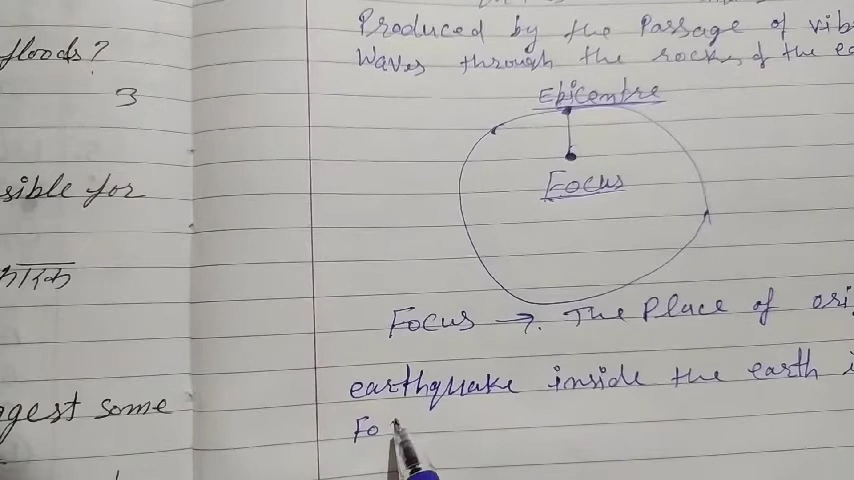 floods?
3
sible for
कारक
gest some
Produced by the Passage of vib
Waves through the rocks of the ea
Epicentre
Focus
Focus → The Place of ori
earthquake inside the earth i
Fo